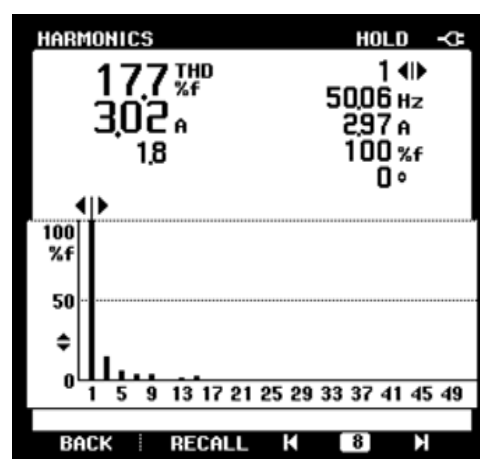 HARMONICS HOLD
17.7 THD %f
3.02 A
1.8
1
50.06 Hz
2.97 A
100 %f
0 °
100
%f
50
0
1 5 9 13 17 21 25 29 33 37 41 45 49
BACK RECALL 8